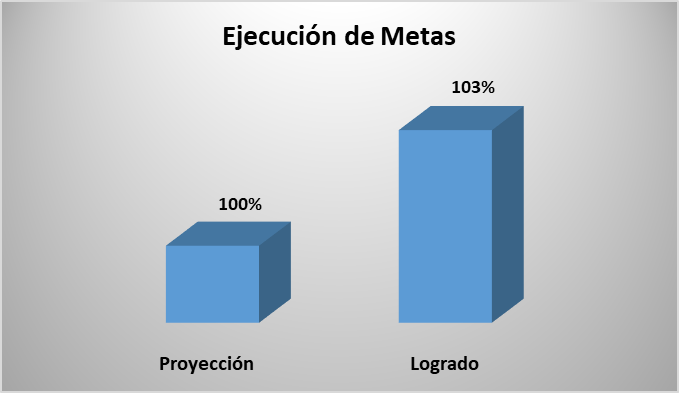 Ejecución de Metas
103%
100%
Proyección
Logrado